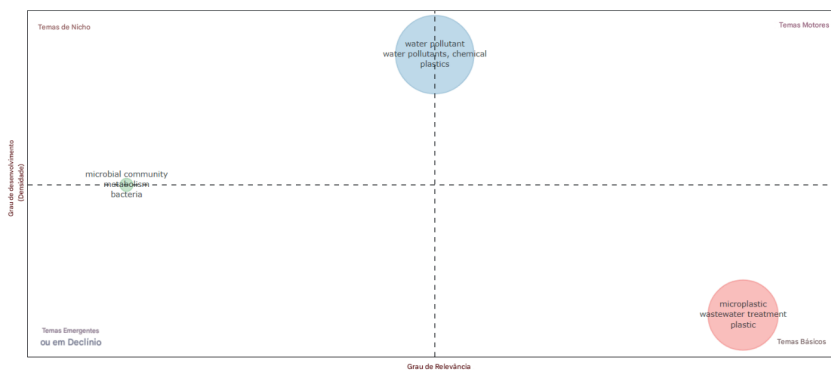 Temas de Nicho
Temas Motores
water pollutant
water pollutants, chemical
plastics
Grau de desenvolvimento
(Densidade)
microbial community
metabolism
bacteria
microplastic
wastewater treatment
plastic
Temas Emergentes
ou em Declínio
Temas Básicos
Grau de Relevância